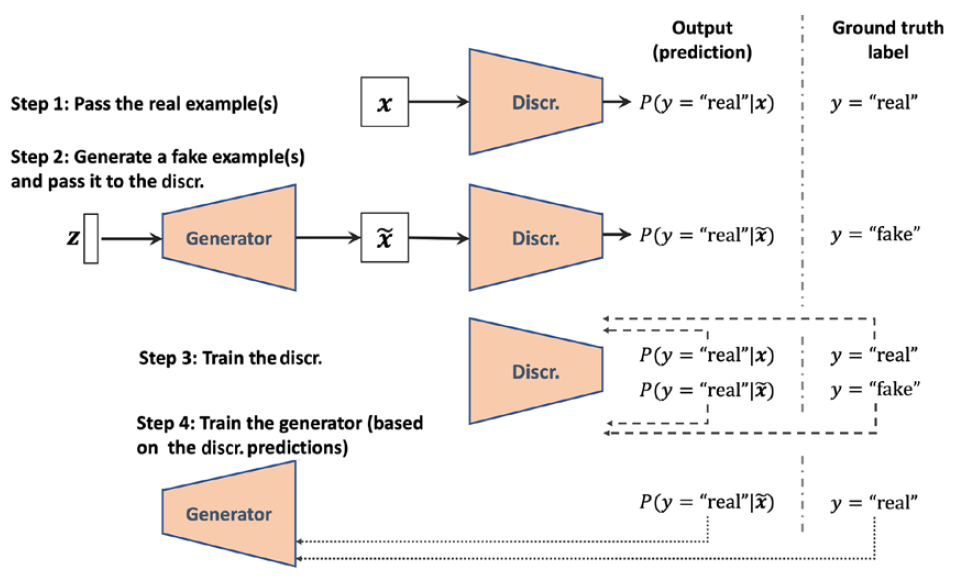 Output
(prediction)
Ground truth
label
Step 1: Pass the real example(s)
x
Discr.
P(y = “real”|x)
y = “real”
Step 2: Generate a fake example(s)
and pass it to the discr.
z
Generator
x̃
Discr.
P(y = “real”|x̃)
y = “fake”
Step 3: Train the discr.
Discr.
P(y = “real”|x)
y = “real”
P(y = “real”|x̃)
y = “fake”
Step 4: Train the generator (based
on the discr. predictions)
Generator
P(y = “real”|x̃)
y = “real”